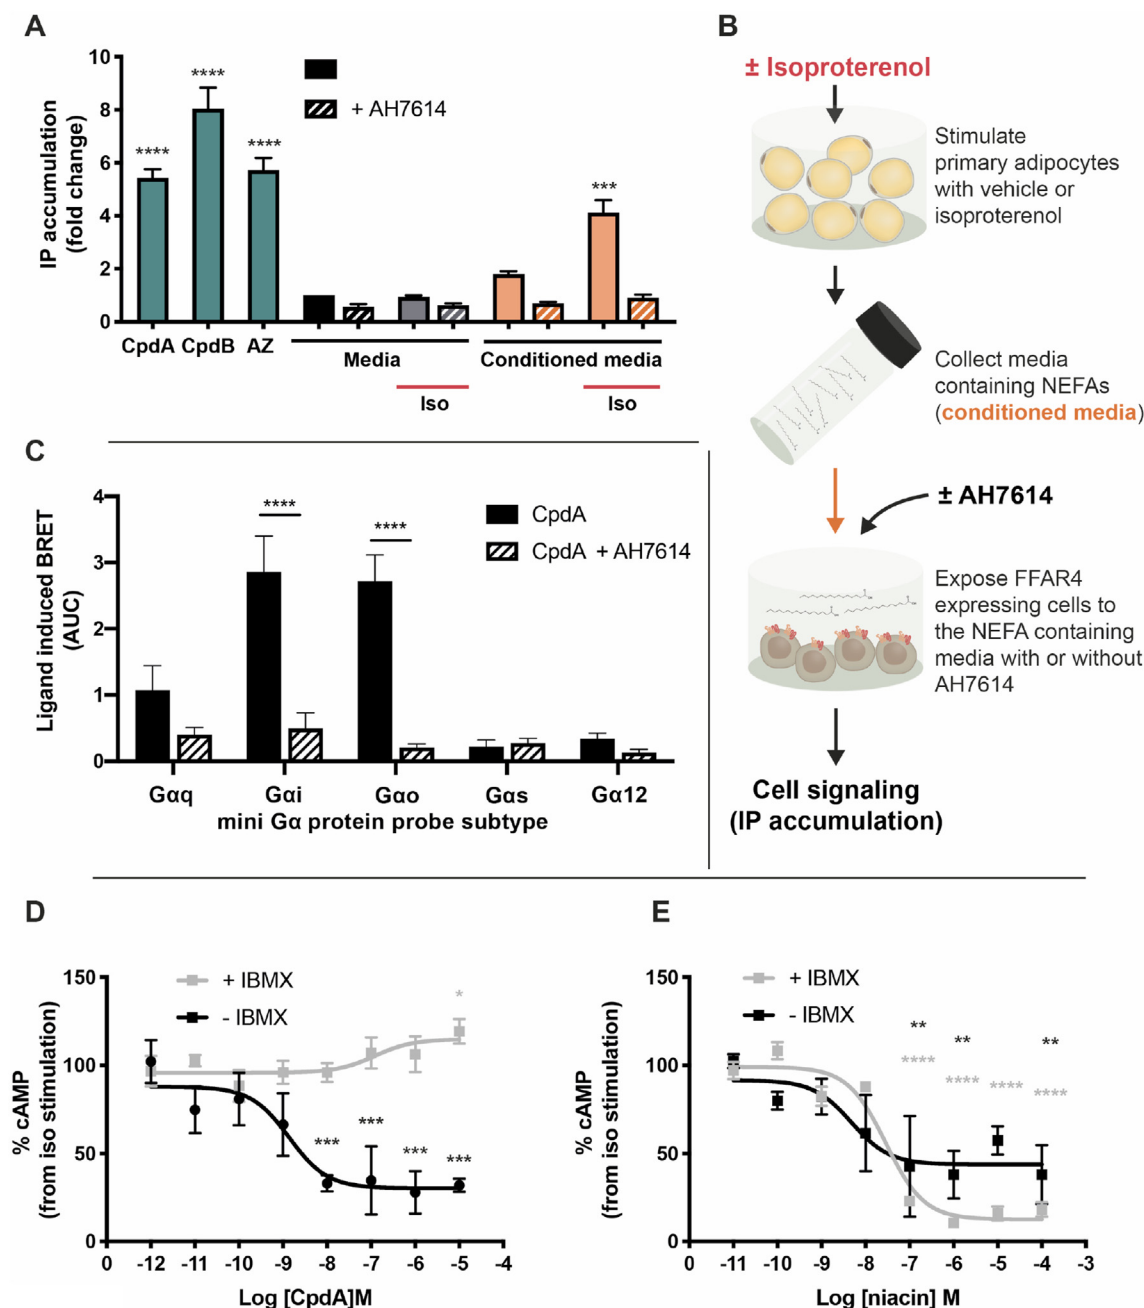 A
IP accumulation
(fold change)
10
8
6
4
2
0
****
****
****
***
+ AH7614
CpdA
CpdB
AZ
Media
Conditioned media
Iso
Iso
B
± Isoproterenol
Stimulate
primary adipocytes
with vehicle or
isoproterenol
Collect media
containing NEFAs
(conditioned media)
± AH7614
Expose FFAR4
expressing cells to
the NEFA containing
media with or without
AH7614
Cell signaling
(IP accumulation)
C
Ligand induced BRET
(AUC)
4
3
2
1
0
****
****
CpdA
CpdA + AH7614
Gαq
Gαi
Gαo
Gαs
Gα12
mini Gα protein probe subtype
D
% cAMP
(from iso stimulation)
150
100
50
0
+ IBMX
- IBMX
*
***
***
***
***
0 -12 -11 -10 -9 -8 -7 -6 -5 -4
Log [CpdA]M
E
% cAMP
(from iso stimulation)
150
100
50
0
+ IBMX
- IBMX
** ** **
**** **** **** ****
0 -11 -10 -9 -8 -7 -6 -5 -4 -3
Log [niacin] M